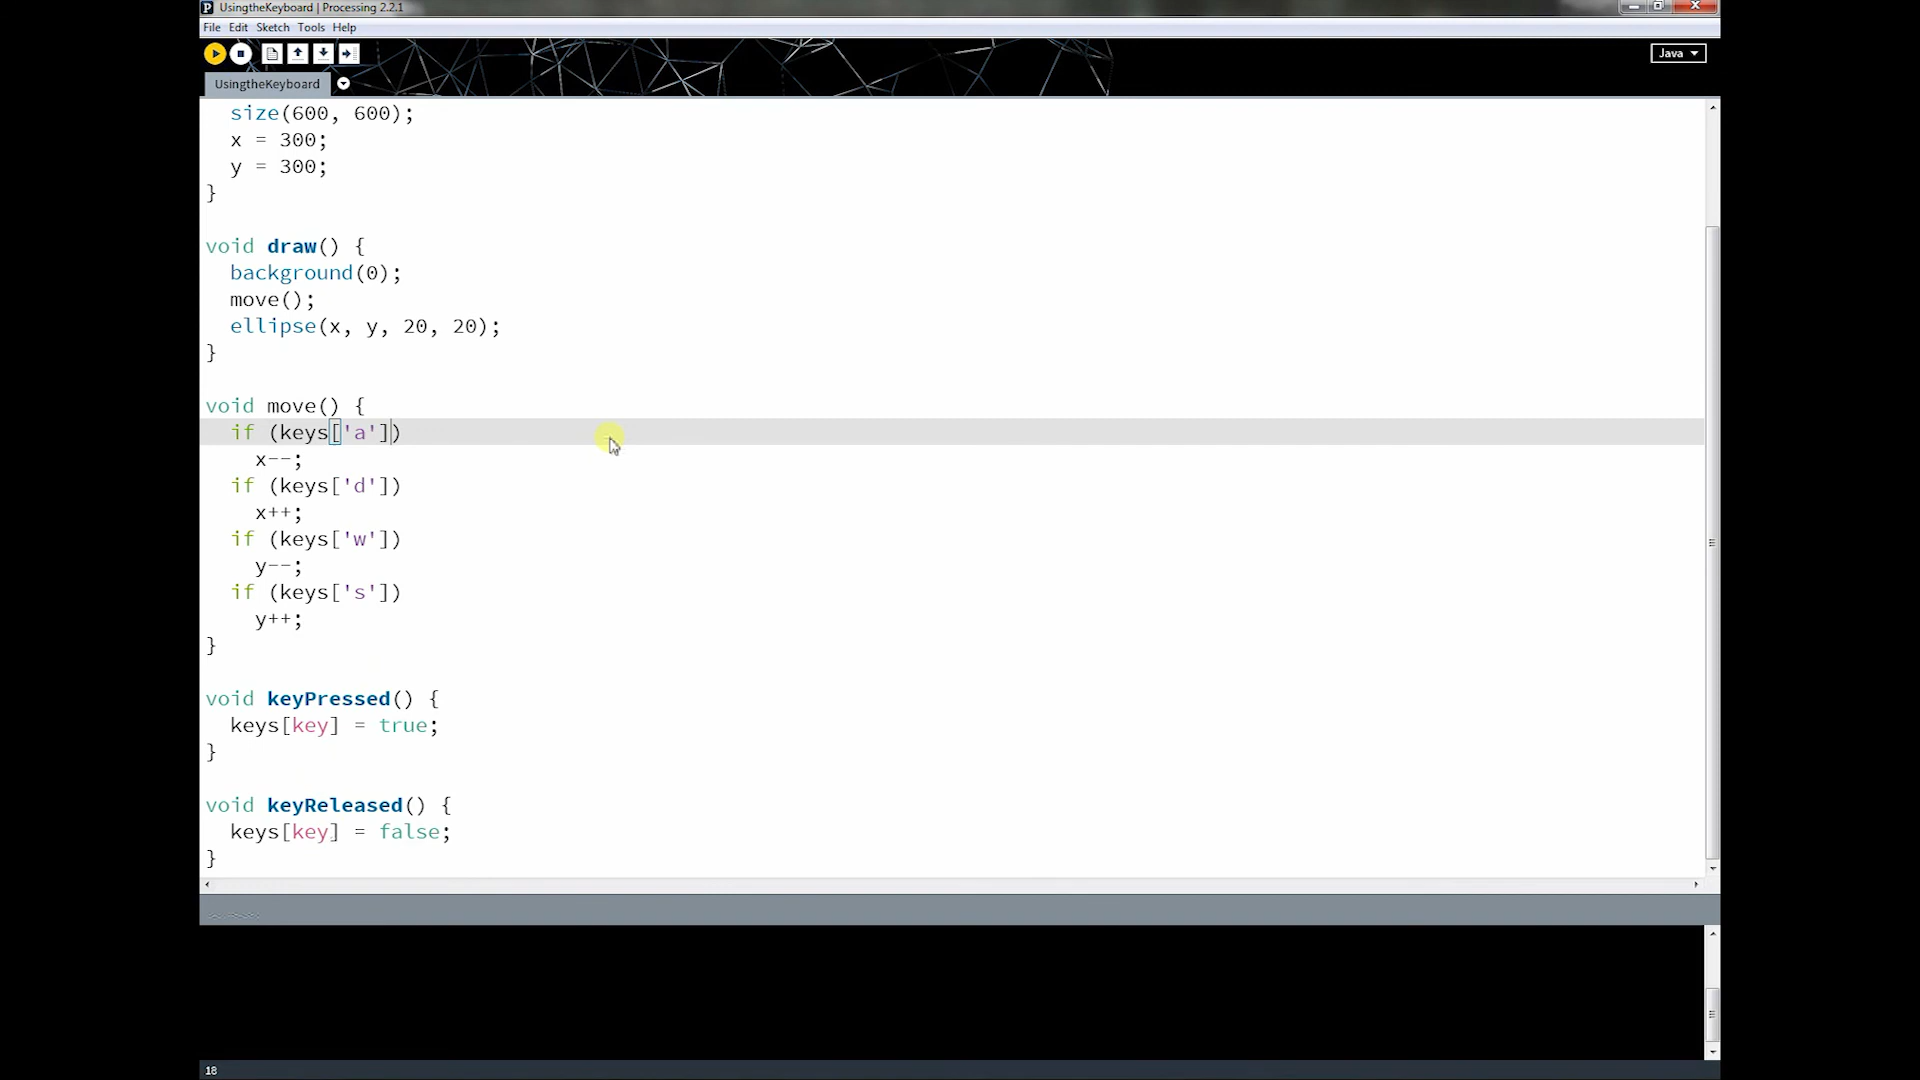 UsingtheKeyboard | Processing 2.2.1
File Edit Sketch Tools Help
Java
UsingtheKeyboard
size(600, 600);
x = 300;
y = 300;
}
void draw() {
background(0);
move();
ellipse(x, y, 20, 20);
}
void move() {
if (keys['a'])
x--;
if (keys['d'])
x++;
if (keys['w'])
y--;
if (keys['s'])
y++;
}
void keyPressed() {
keys[key] = true;
}
void keyReleased() {
keys[key] = false;
}
18